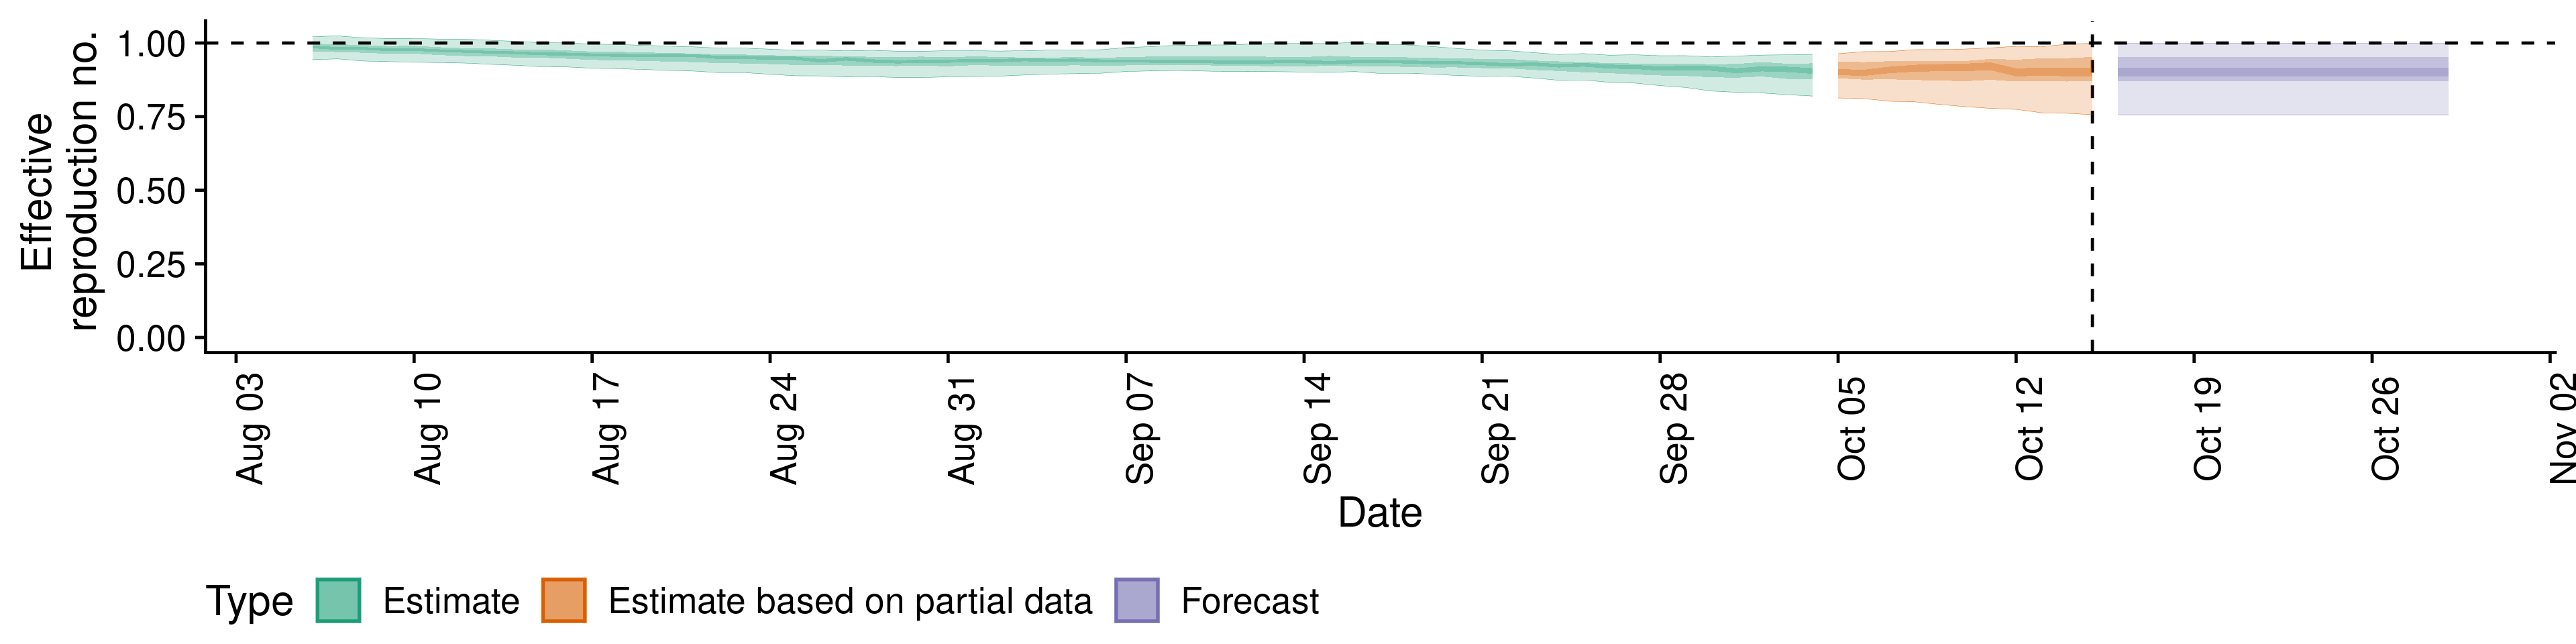 Effective
reproduction no.
1.00
0.75
0.50
0.25
0.00
Aug 03
Aug 10
Aug 17
Aug 24
Aug 31
Sep 07
Sep 14
Sep 21
Sep 28
Oct 05
Oct 12
Oct 19
Oct 26
Nov 02
Date
Type Estimate Estimate based on partial data Forecast